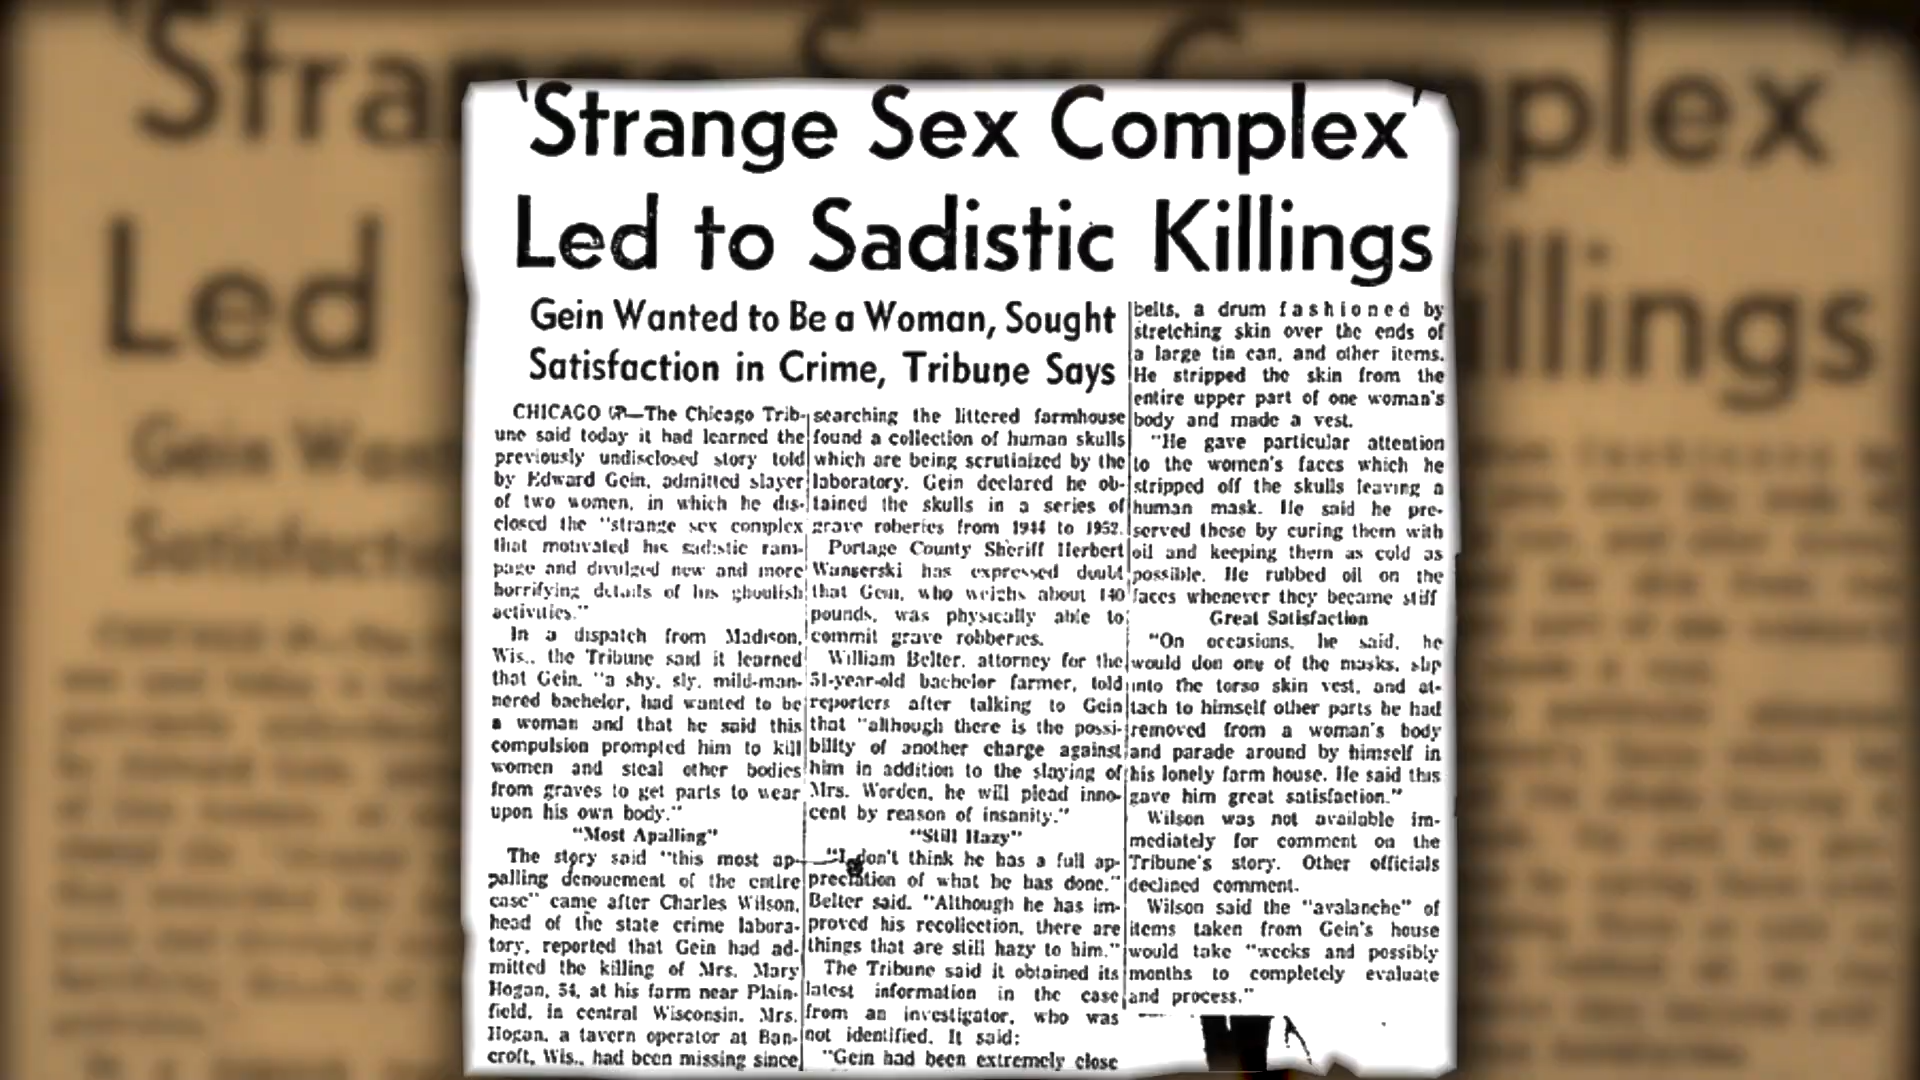 'Strange Sex Complex'
Led to Sadistic Killings
Gein Wanted to Be a Woman, Sought
Satisfaction in Crime, Tribune Says
CHICAGO (AP)—The Chicago Trib-
une said today it had learned the
previously undisclosed story told
by Edward Gein, admitted slayer
of two women, in which he dis-
closed the "strange sex complex
that motivated his sadistic ram-
page and divulged new and more
horrifying details of his ghoulish
activities."
In a dispatch from Madison,
Wis., the Tribune said it learned
that Gein, "a shy, sly, mild-man-
nered bachelor, had wanted to be
a woman and that he said this
compulsion prompted him to kill
women and steal other bodies
from graves to get parts to wear
upon his own body."
"Most Apalling"
The story said "this most ap-
palling denouement of the entire
case" came after Charles Wilson,
head of the state crime labora-
tory, reported that Gein had ad-
mitted the killing of Mrs. Mary
Hogan, 54, at his farm near Plain-
field, in central Wisconsin. Mrs.
Hogan, a tavern operator at Ban-
croft, Wis., had been missing since
searching the littered farmhouse
found a collection of human skulls
which are being scrutinized by the
laboratory. Gein declared he ob-
tained the skulls in a series of
grave roberies from 1944 to 1952.
Portage County Sheriff Herbert
Wanserski has expressed doubt
that Gein, who weighs about 140
pounds, was physically able to
commit grave robberies.
William Belter, attorney for the
51-year-old bachelor farmer, told
reporters after talking to Gein
that "although there is the possi-
bility of another charge against
him in addition to the slaying of
Mrs. Worden, he will plead inno-
cent by reason of insanity."
"Still Hazy"
"I don't think he has a full ap-
preciation of what he has done,"
Belter said. "Although he has im-
proved his recollection, there are
things that are still hazy to him."
The Tribune said it obtained its
latest information in the case
from an investigator, who was
not identified. It said:
"Gein had been extremely close
belts, a drum fashioned by
stretching skin over the ends of
a large tin can, and other items.
He stripped the skin from the
entire upper part of one woman's
body and made a vest.
"He gave particular attention
to the women's faces which he
stripped off the skulls leaving a
human mask. He said he pre-
served these by curing them with
oil and keeping them as cold as
possible. He rubbed oil on the
faces whenever they became stiff
Great Satisfaction
"On occasions, he said, he
would don one of the masks, slip
into the torso skin vest, and at-
tach to himself other parts he had
removed from a woman's body
and parade around by himself in
his lonely farm house. He said this
gave him great satisfaction."
Wilson was not available im-
mediately for comment on the
Tribune's story. Other officials
declined comment.
Wilson said the "avalanche" of
items taken from Gein's house
would take "weeks and possibly
months to completely evaluate
and process."